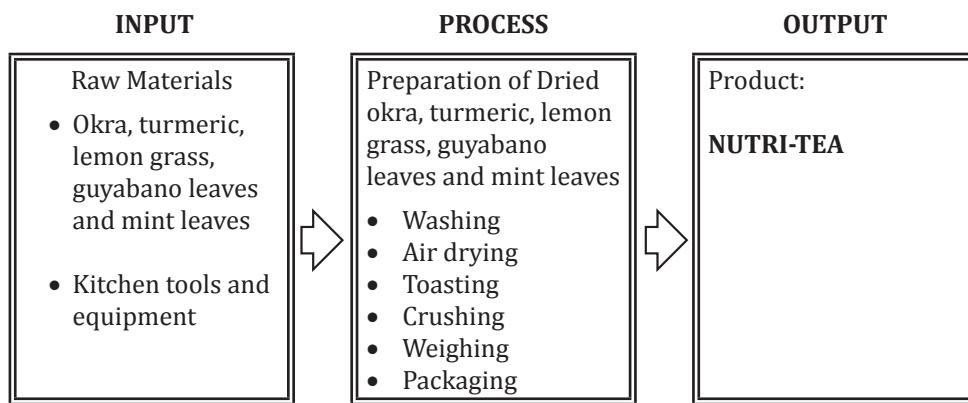 INPUT
Raw Materials
• Okra, turmeric,
lemon grass,
guyabano leaves
and mint leaves
• Kitchen tools and
equipment
PROCESS
Preparation of Dried
okra, turmeric, lemon
grass, guyabano
leaves and mint leaves
• Washing
• Air drying
• Toasting
• Crushing
• Weighing
• Packaging
OUTPUT
Product:
NUTRI-TEA